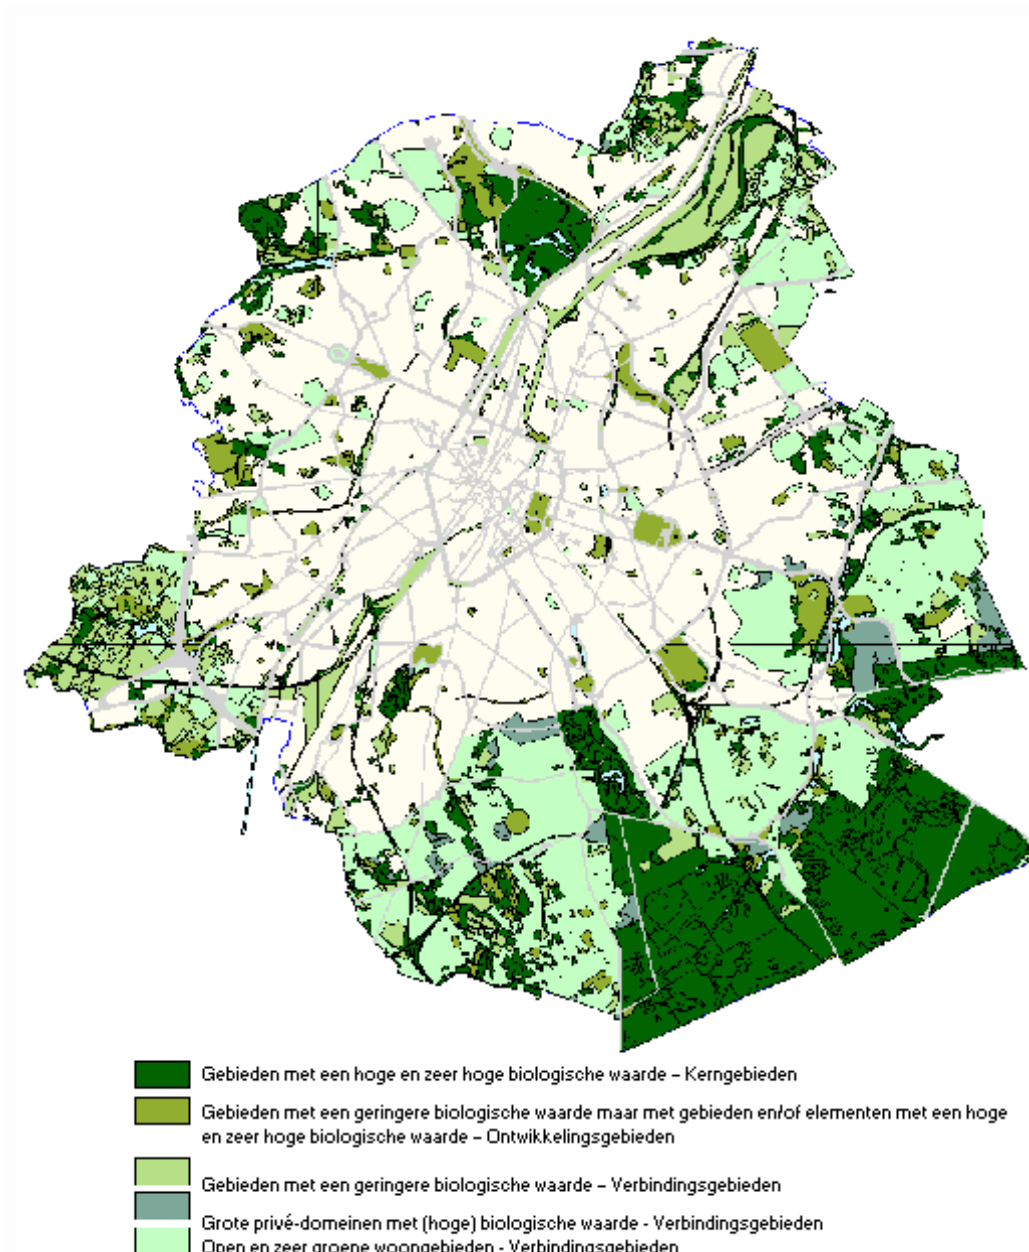 Gebieden met een hoge en zeer hoge biologische waarde – Kerngebieden
Gebieden met een geringere biologische waarde maar met gebieden en/of elementen met een hoge
en zeer hoge biologische waarde – Ontwikkelingsgebieden
Gebieden met een geringere biologische waarde – Verbindingsgebieden
Grote privé-domeinen met (hoge) biologische waarde - Verbindingsgebieden
Open en zeer groene woongebieden - Verbindingsgebieden